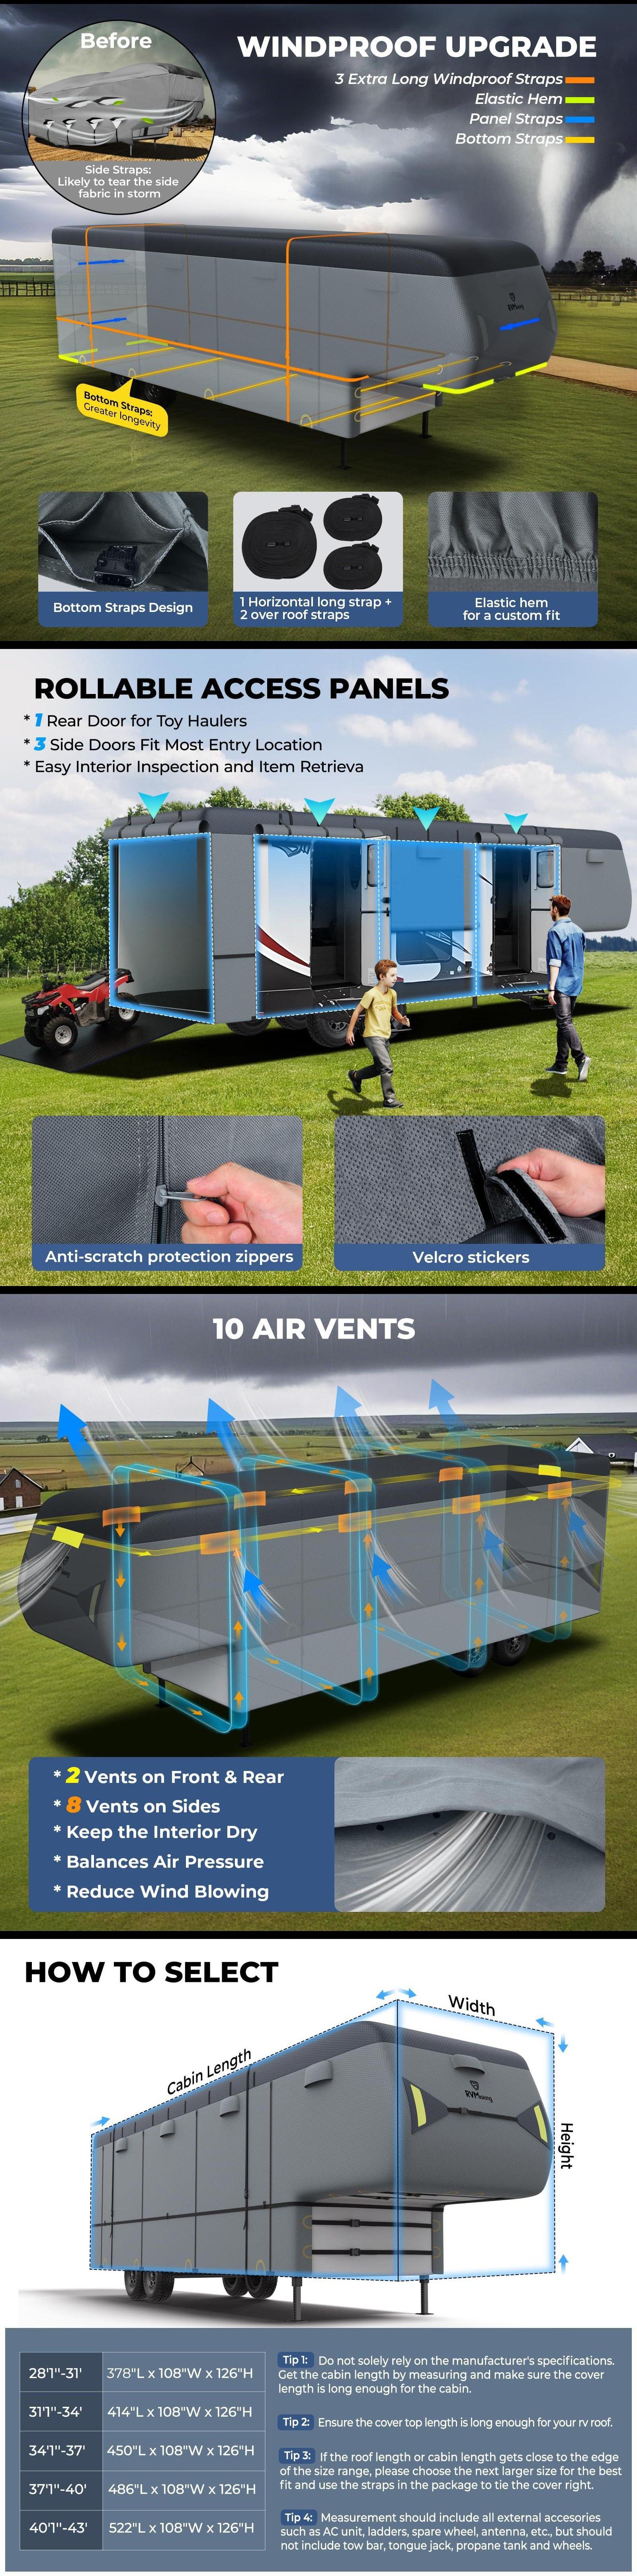 Before
Side Straps:
Likely to tear the side
fabric in storm
WINDPROOF UPGRADE
3 Extra Long Windproof Straps
Elastic Hem
Panel Straps
Bottom Straps
Bottom Straps:
Greater longevity
Bottom Straps Design
1 Horizontal long strap +
2 over roof straps
Elastic hem
for a custom fit
ROLLABLE ACCESS PANELS
* 1 Rear Door for Toy Haulers
* 3 Side Doors Fit Most Entry Location
* Easy Interior Inspection and Item Retrieva
Anti-scratch protection zippers
Velcro stickers
10 AIR VENTS
* 2 Vents on Front & Rear
* 8 Vents on Sides
* Keep the Interior Dry
* Balances Air Pressure
* Reduce Wind Blowing
HOW TO SELECT
Cabin Length
Width
Height
28'1''-31' 378"L x 108"W x 126"H
31'1''-34' 414"L x 108"W x 126"H
34'1''-37' 450"L x 108"W x 126"H
37'1''-40' 486"L x 108"W x 126"H
40'1''-43' 522"L x 108"W x 126"H
Tip 1: Do not solely rely on the manufacturer's specifications.
Get the cabin length by measuring and make sure the cover
length is long enough for the cabin.
Tip 2: Ensure the cover top length is long enough for your rv roof.
Tip 3: If the roof length or cabin length gets close to the edge
of the size range, please choose the next larger size for the best
fit and use the straps in the package to tie the cover right.
Tip 4: Measurement should include all external accesories
such as AC unit, ladders, spare wheel, antenna, etc., but should
not include tow bar, tongue jack, propane tank and wheels.